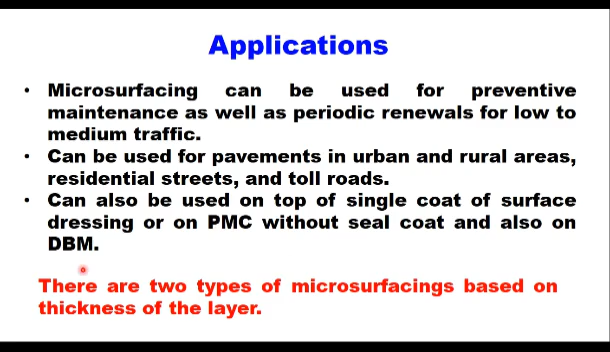 Applications
• Microsurfacing can be used for preventive
maintenance as well as periodic renewals for low to
medium traffic.
• Can be used for pavements in urban and rural areas,
residential streets, and toll roads.
• Can also be used on top of single coat of surface
dressing or on PMC without seal coat and also on
DBM.
There are two types of microsurfacings based on
thickness of the layer.